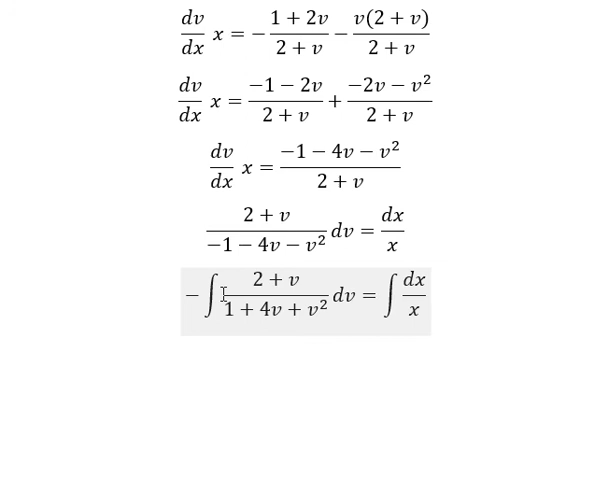 dv/dx x = − (1 + 2v)/(2 + v) − v(2 + v)/(2 + v)
dv/dx x = (−1 − 2v)/(2 + v) + (−2v − v²)/(2 + v)
dv/dx x = (−1 − 4v − v²)/(2 + v)
(2 + v)/(−1 − 4v − v²) dv = dx/x
− ∫ (2 + v)/(1 + 4v + v²) dv = ∫ dx/x